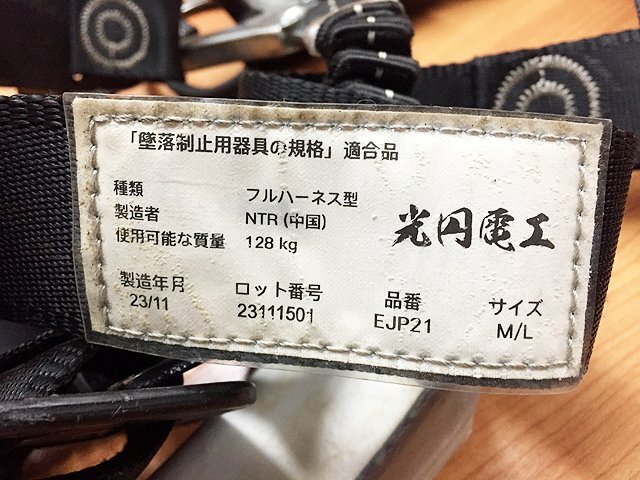 「墜落制止用器具の規格」適合品
種類 フルハーネス型
製造者 NTR (中国)
使用可能な質量 128 kg
光円電工
製造年月 ロット番号 品番 サイズ
23/11 23111501 EJP21 M/L